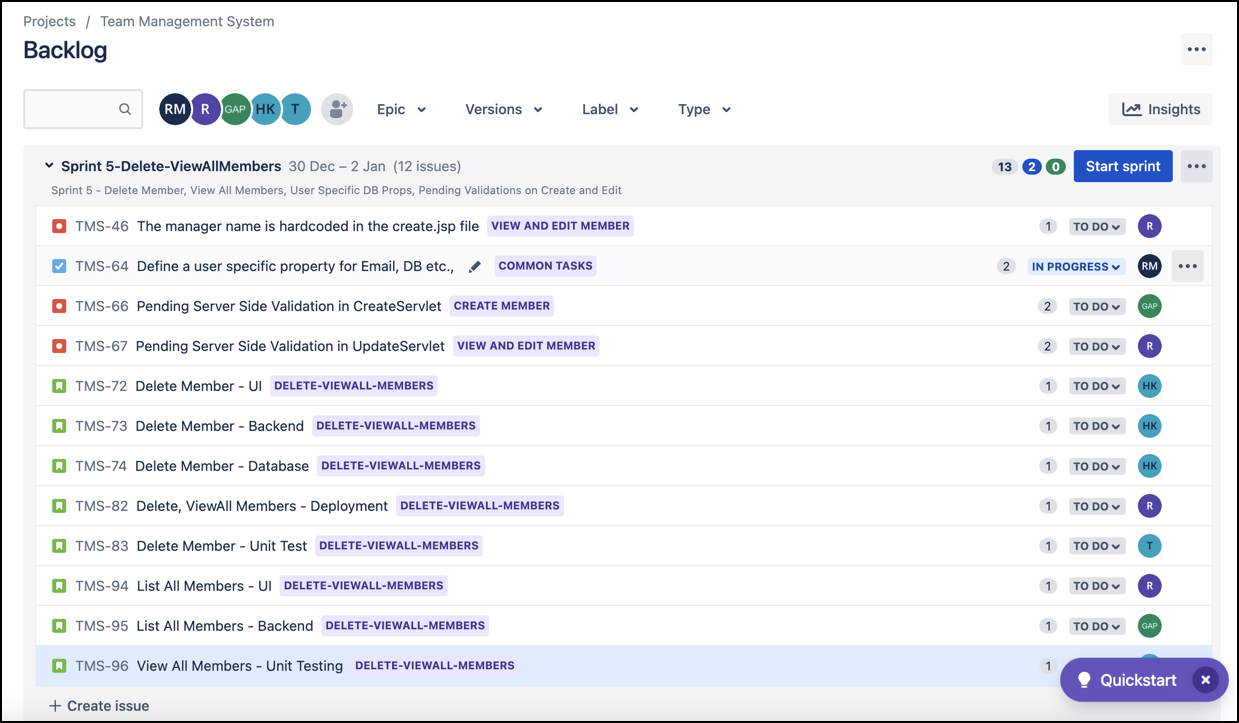 Projects / Team Management System
Backlog
RM R GAP HK T Epic Versions Label Type Insights
Sprint 5-Delete-ViewAllMembers 30 Dec – 2 Jan (12 issues) 13 2 0 Start sprint
Sprint 5 - Delete Member, View All Members, User Specific DB Props, Pending Validations on Create and Edit
TMS-46 The manager name is hardcoded in the create.jsp file VIEW AND EDIT MEMBER 1 TO DO R
TMS-64 Define a user specific property for Email, DB etc., COMMON TASKS 2 IN PROGRESS RM
TMS-66 Pending Server Side Validation in CreateServlet CREATE MEMBER 2 TO DO GAP
TMS-67 Pending Server Side Validation in UpdateServlet VIEW AND EDIT MEMBER 2 TO DO R
TMS-72 Delete Member - UI DELETE-VIEWALL-MEMBERS 1 TO DO HK
TMS-73 Delete Member - Backend DELETE-VIEWALL-MEMBERS 1 TO DO HK
TMS-74 Delete Member - Database DELETE-VIEWALL-MEMBERS 1 TO DO HK
TMS-82 Delete, ViewAll Members - Deployment DELETE-VIEWALL-MEMBERS 1 TO DO R
TMS-83 Delete Member - Unit Test DELETE-VIEWALL-MEMBERS 1 TO DO T
TMS-94 List All Members - UI DELETE-VIEWALL-MEMBERS 1 TO DO R
TMS-95 List All Members - Backend DELETE-VIEWALL-MEMBERS 1 TO DO GAP
TMS-96 View All Members - Unit Testing DELETE-VIEWALL-MEMBERS 1
Quickstart
+ Create issue